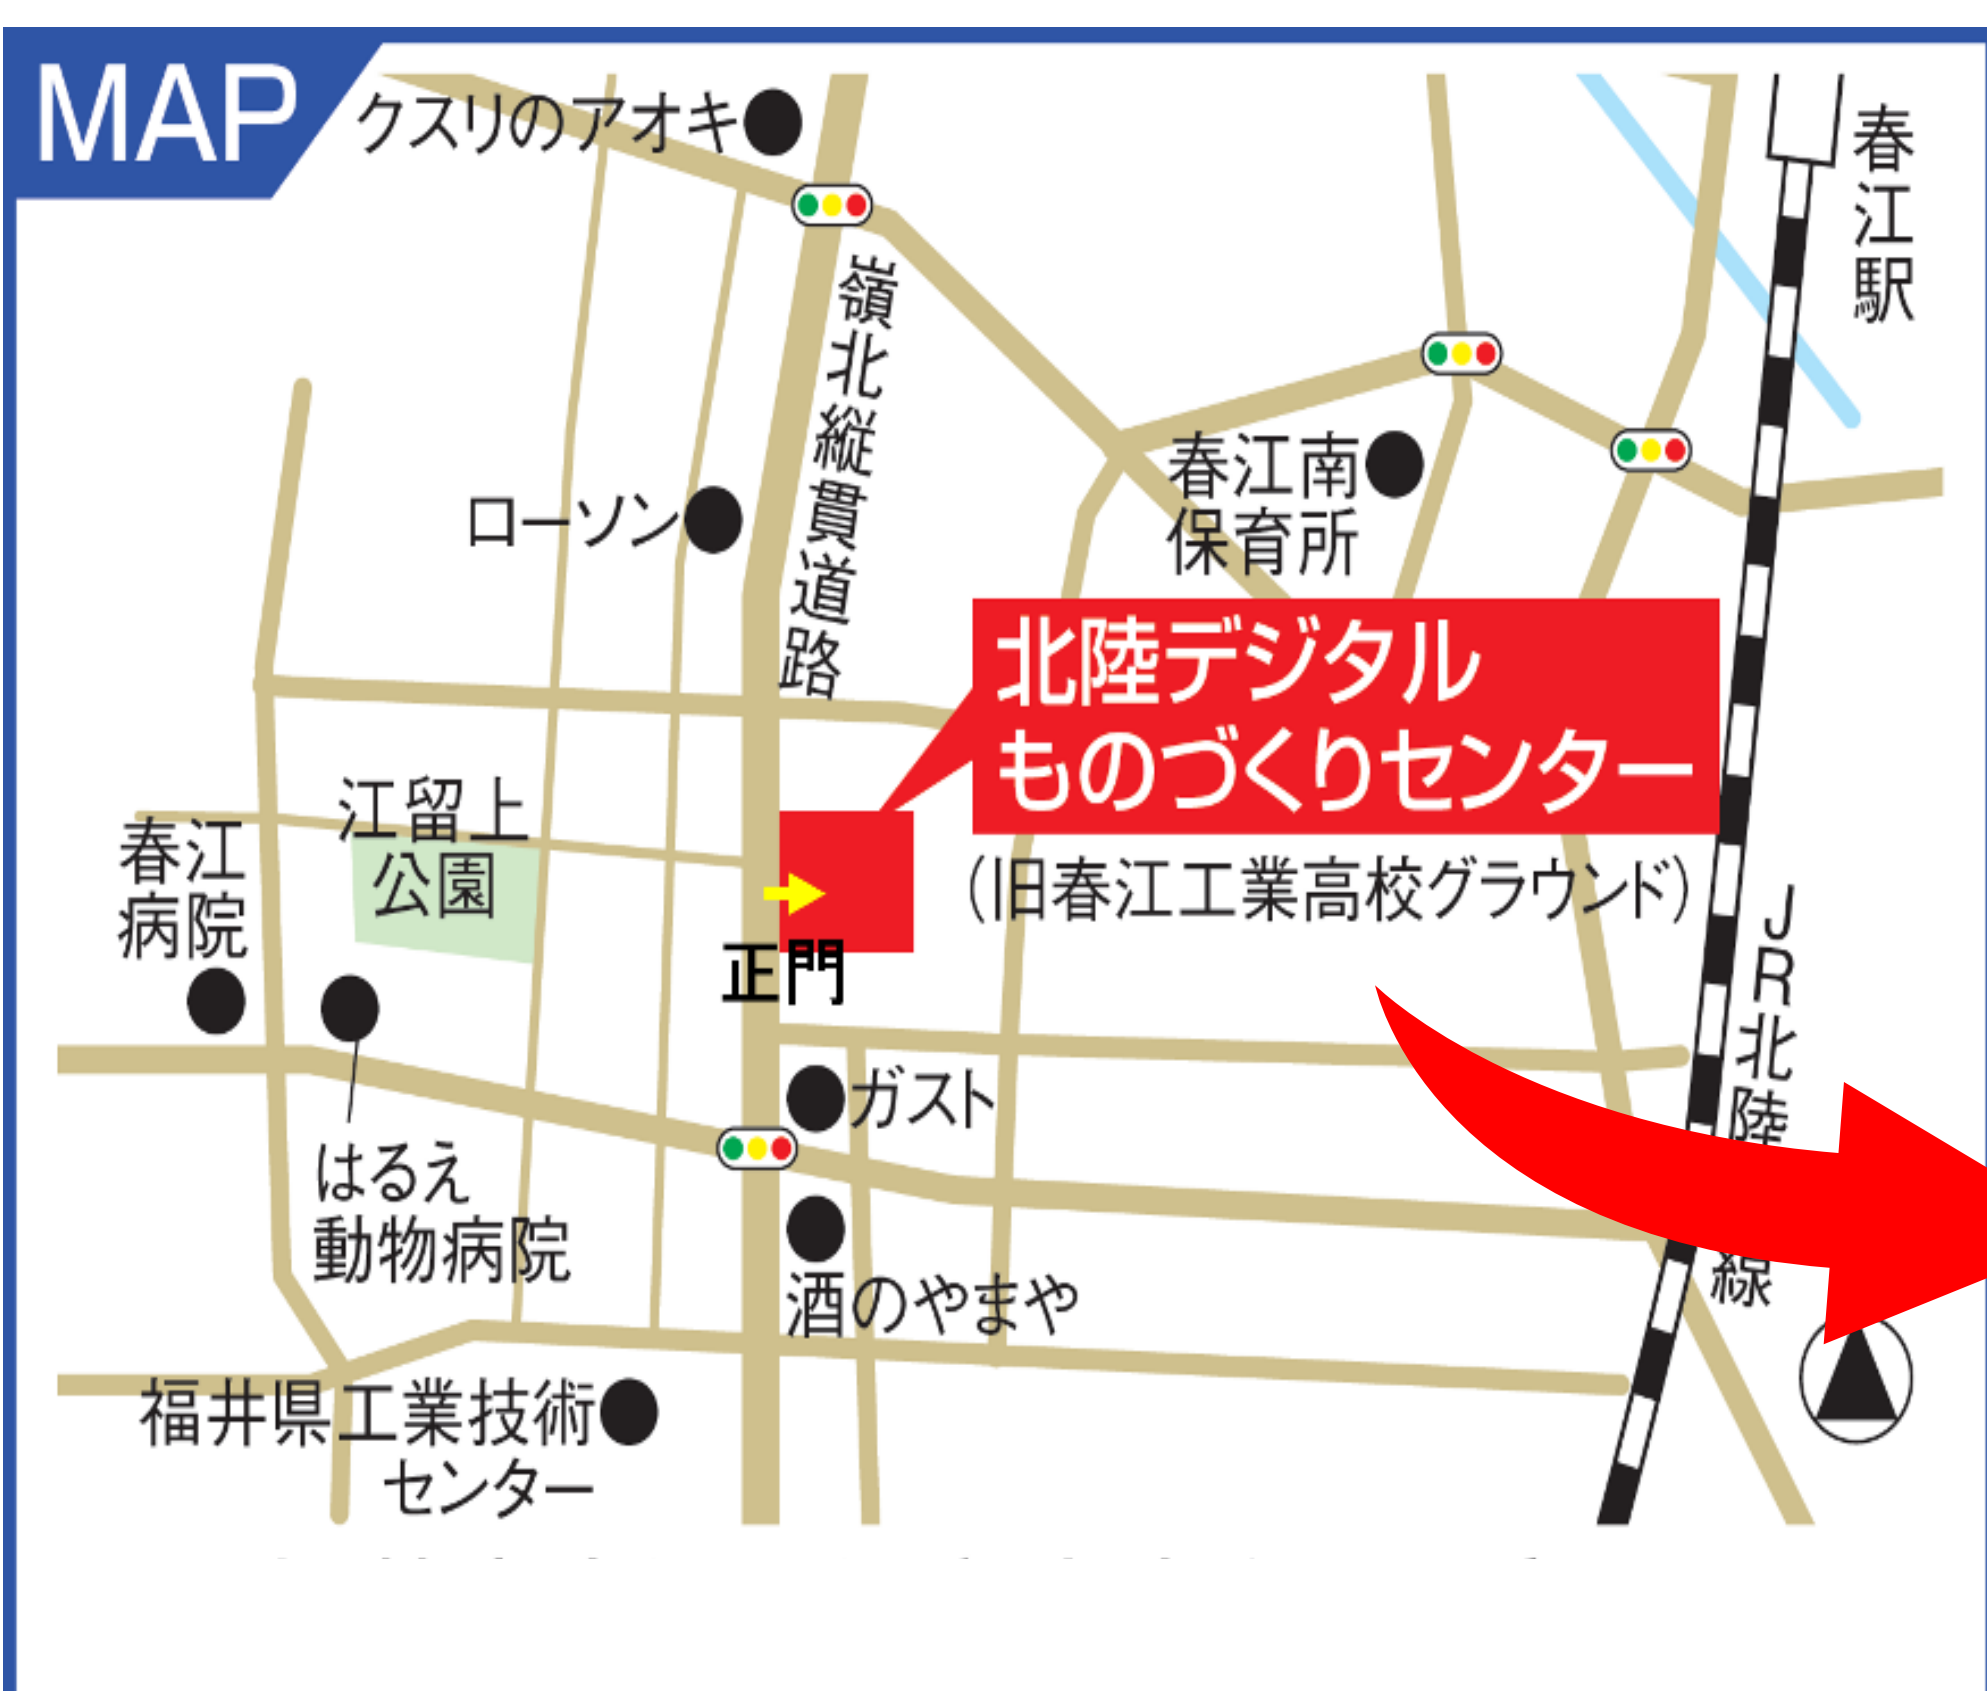 MAP
クスリのアオキ
春江駅
嶺北縦貫道路
ローソン
春江南
保育所
北陸デジタル
ものづくりセンター
(旧春江工業高校グラウンド)
江留上
公園
春江
病院
正門
JR北陸線
ガスト
はるえ
動物病院
酒のやまや
福井県工業技術
センター